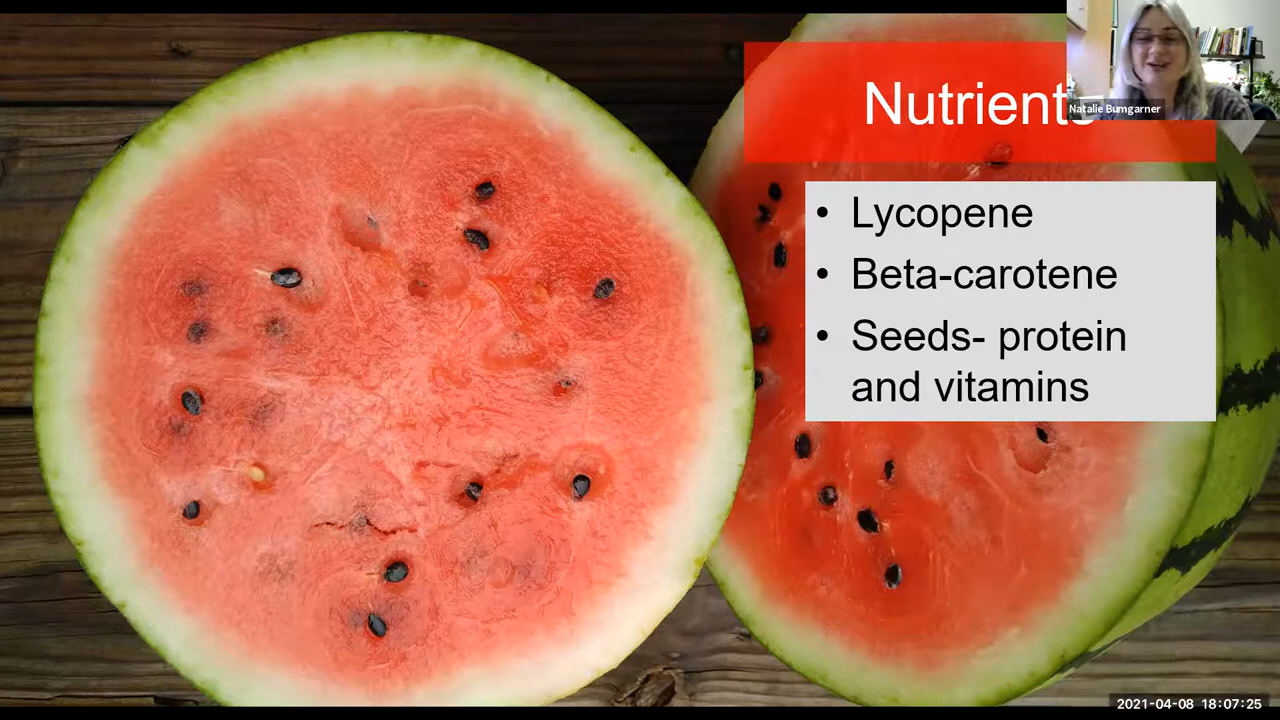 Nutrients
Natalie Bumgarner
• Lycopene
• Beta-carotene
• Seeds- protein
and vitamins
2021-04-08 18:07:25